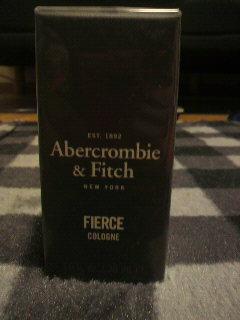 EST. 1892
Abercrombie
& Fitch
NEW YORK
FIERCE
COLOGNE